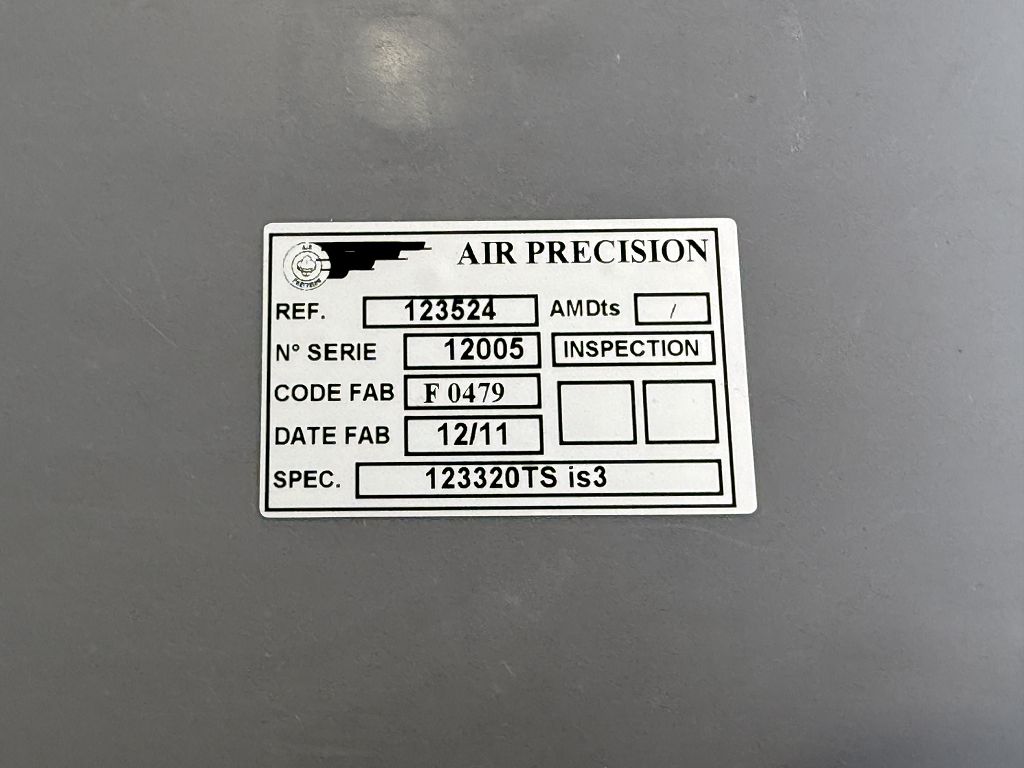 AIR PRECISION
REF. 123524 AMDts /
N° SERIE 12005 INSPECTION
CODE FAB F 0479
DATE FAB 12/11
SPEC. 123320TS is3